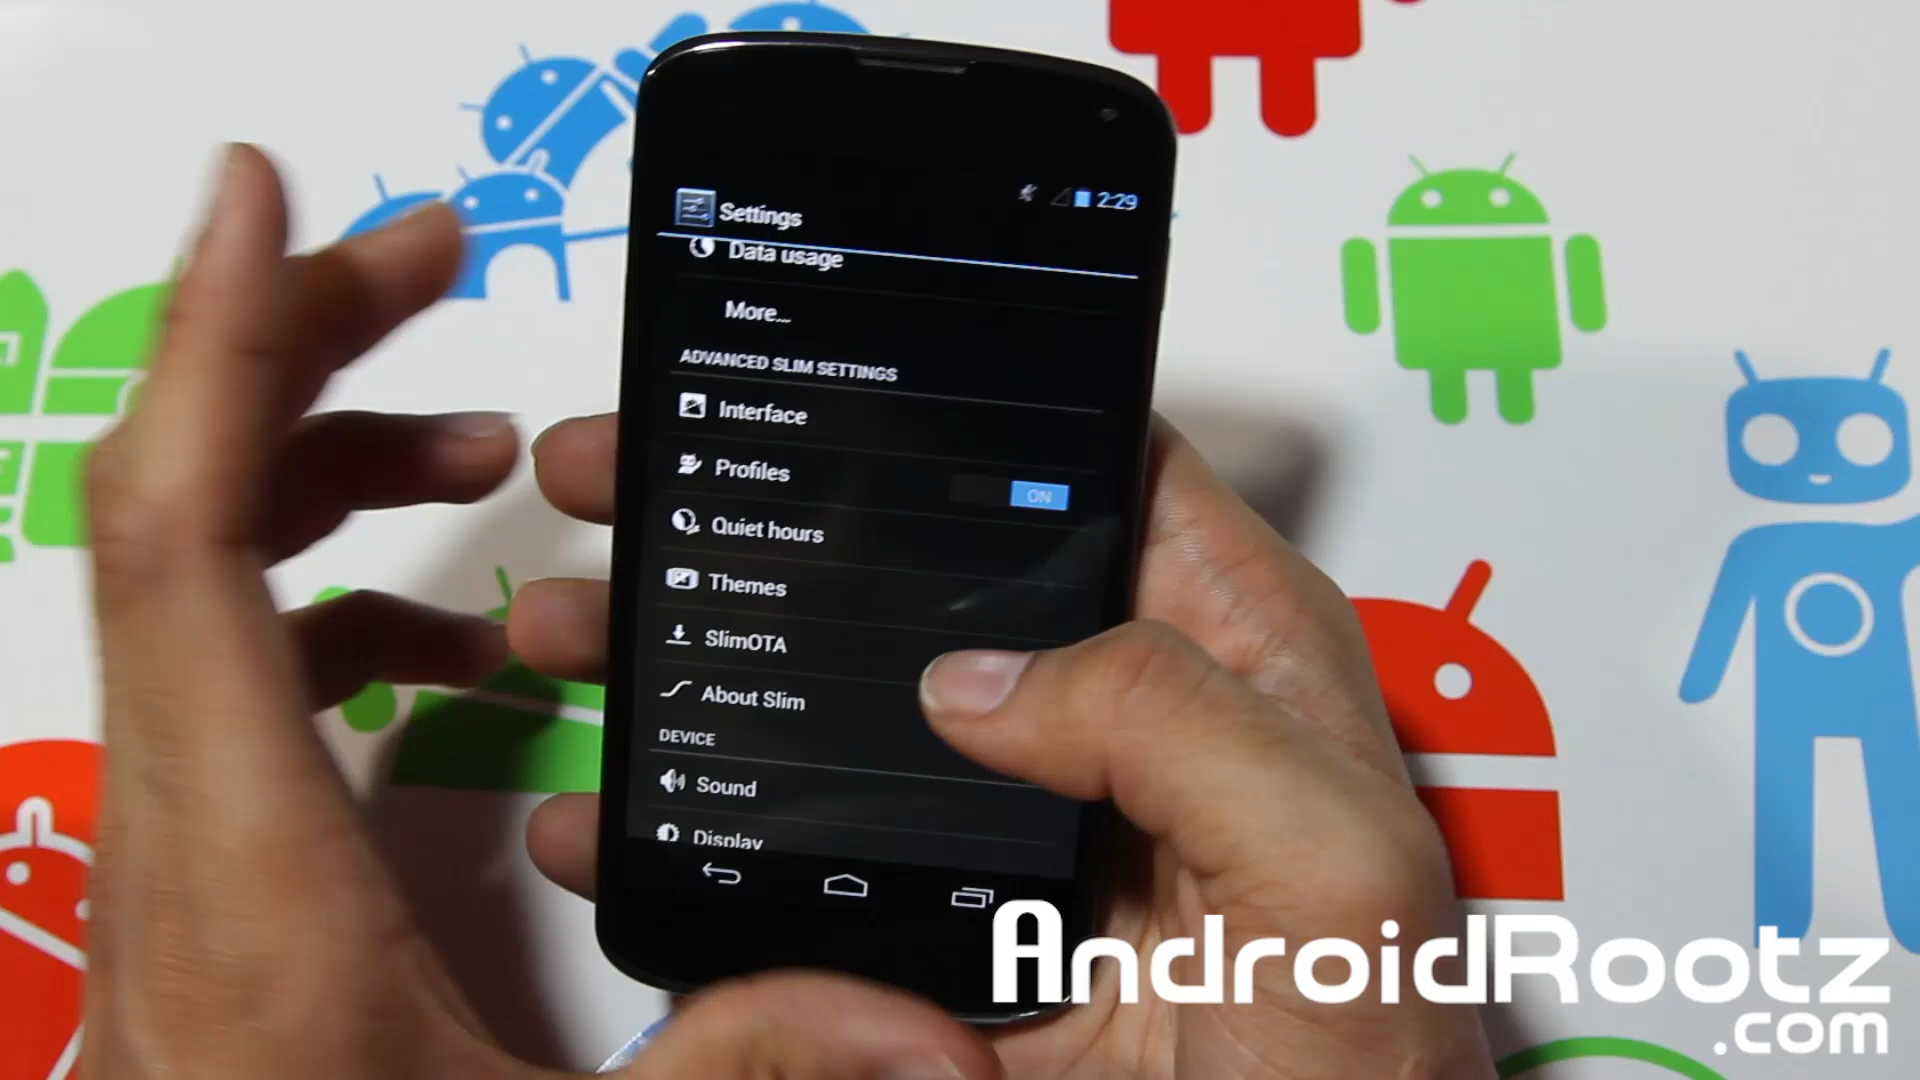 2:29
Settings
Data usage
More...
ADVANCED SLIM SETTINGS
Interface
Profiles
ON
Quiet hours
Themes
SlimOTA
About Slim
DEVICE
Sound
Display
AndroidRootz
.com